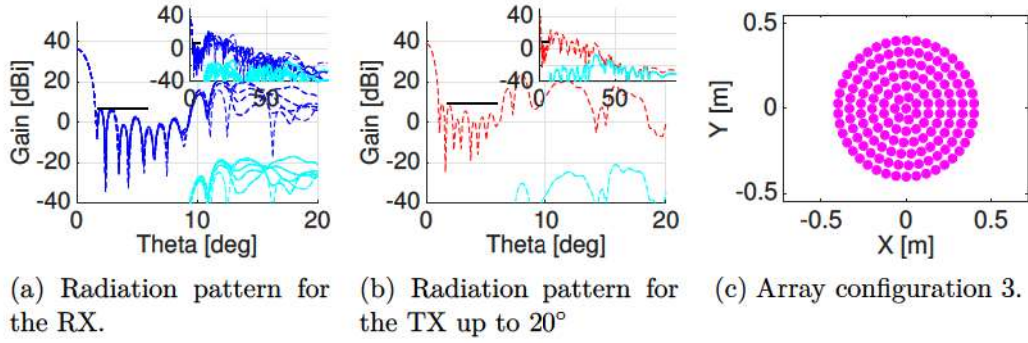 40
20
0
-20
-40
Gain [dBi]
0
10
20
Theta [deg]
40
0
-40
0
50
40
20
0
-20
-40
Gain [dBi]
0
10
20
Theta [deg]
40
0
-40
0
50
0.5
0
-0.5
Y [m]
-0.5
0
0.5
X [m]
(a) Radiation pattern for
the RX.
(b) Radiation pattern for
the TX up to 20°
(c) Array configuration 3.